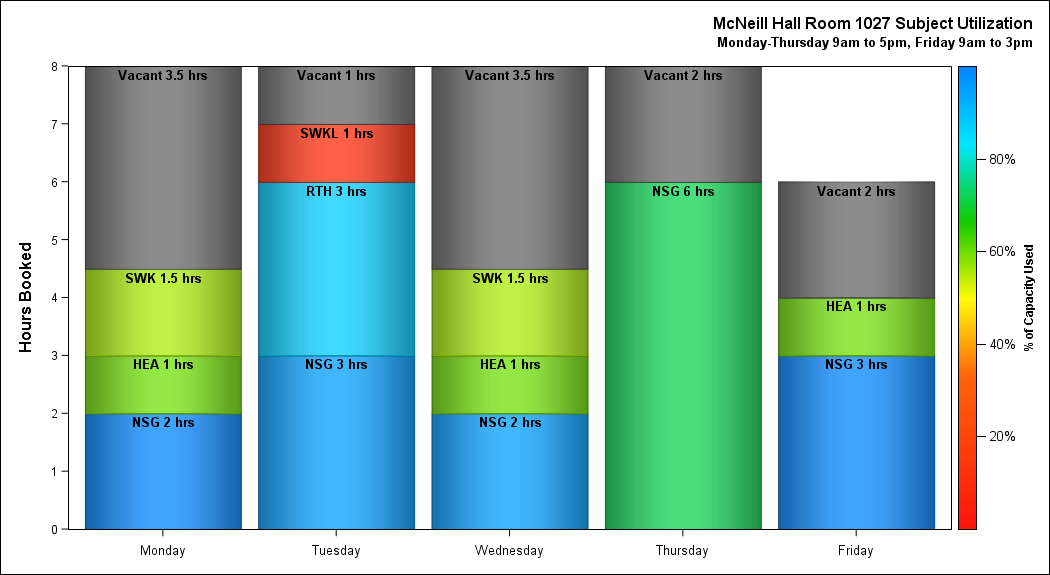 McNeill Hall Room 1027 Subject Utilization
Monday-Thursday 9am to 5pm, Friday 9am to 3pm
Hours Booked
8
7
6
5
4
3
2
1
0
Vacant 3.5 hrs
SWK 1.5 hrs
HEA 1 hrs
NSG 2 hrs
Monday
Vacant 1 hrs
SWKL 1 hrs
RTH 3 hrs
NSG 3 hrs
Tuesday
Vacant 3.5 hrs
SWK 1.5 hrs
HEA 1 hrs
NSG 2 hrs
Wednesday
Vacant 2 hrs
NSG 6 hrs
Thursday
Vacant 2 hrs
HEA 1 hrs
NSG 3 hrs
Friday
80%
60%
40%
20%
% of Capacity Used